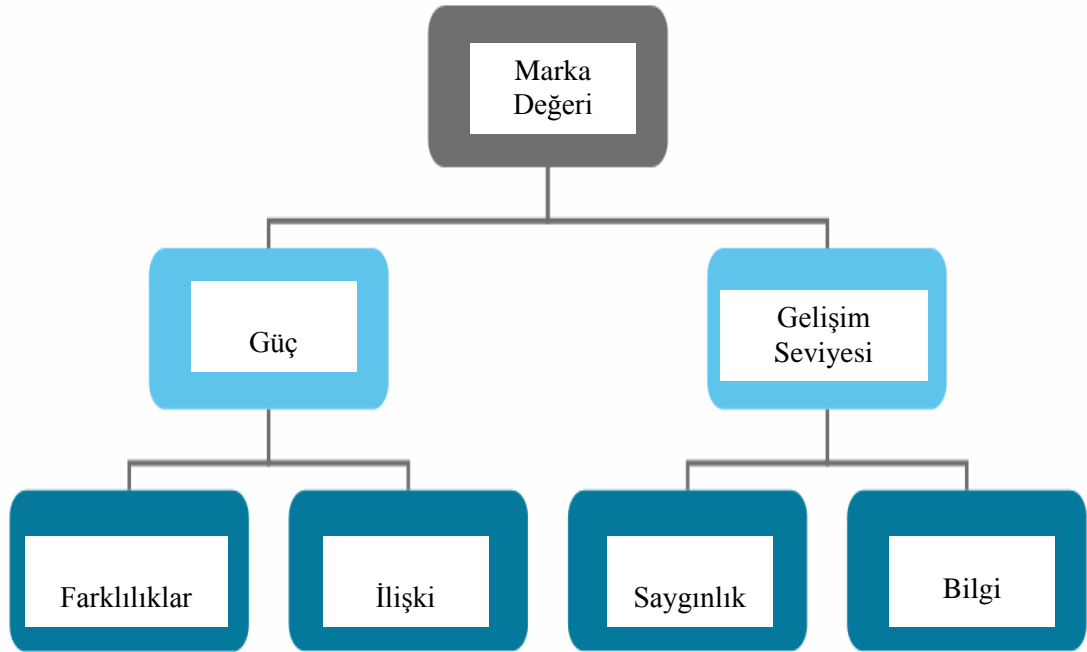 Marka
Değeri
Güç
Gelişim
Seviyesi
Farklılıklar
İlişki
Saygınlık
Bilgi